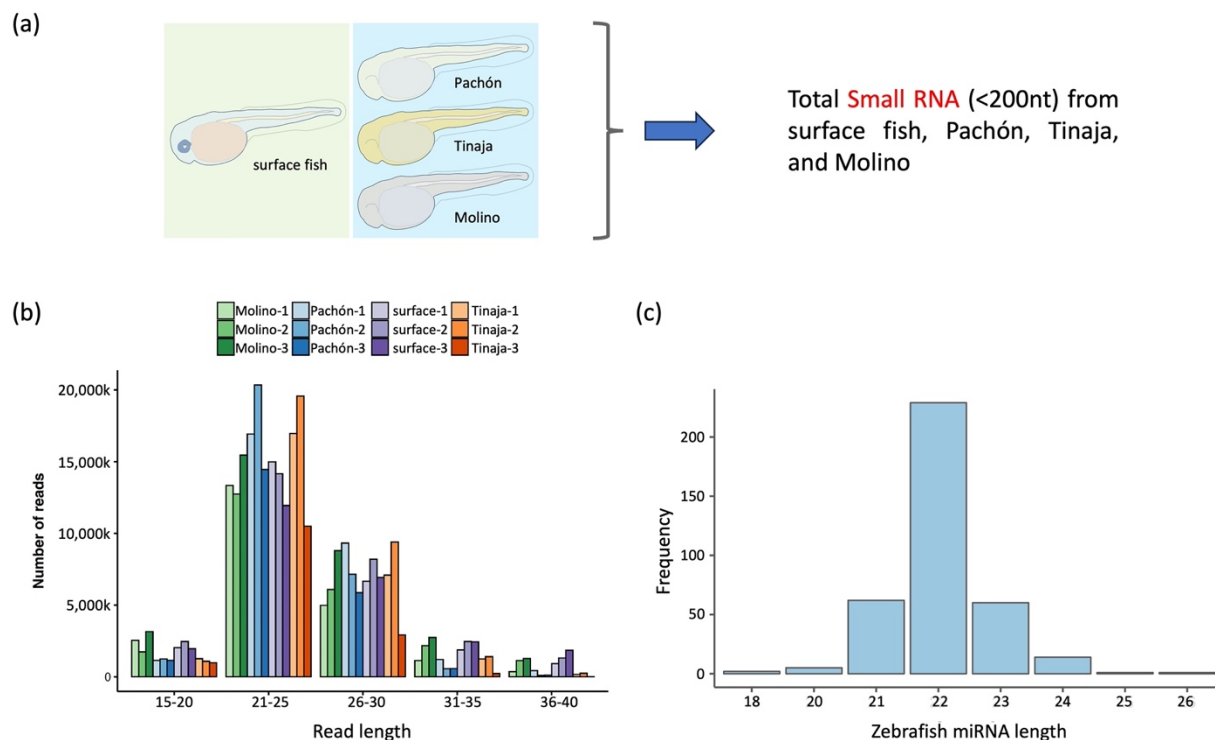 (a)
surface fish
Pachón
Tinaja
Molino
Total Small RNA (<200nt) from
surface fish, Pachón, Tinaja,
and Molino
(b)
Molino-1 Pachón-1 surface-1 Tinaja-1
Molino-2 Pachón-2 surface-2 Tinaja-2
Molino-3 Pachón-3 surface-3 Tinaja-3
Number of reads
20,000k
15,000k
10,000k
5,000k
0
15-20 21-25 26-30 31-35 36-40
Read length
(c)
Frequency
200
150
100
50
0
18 20 21 22 23 24 25 26
Zebrafish miRNA length